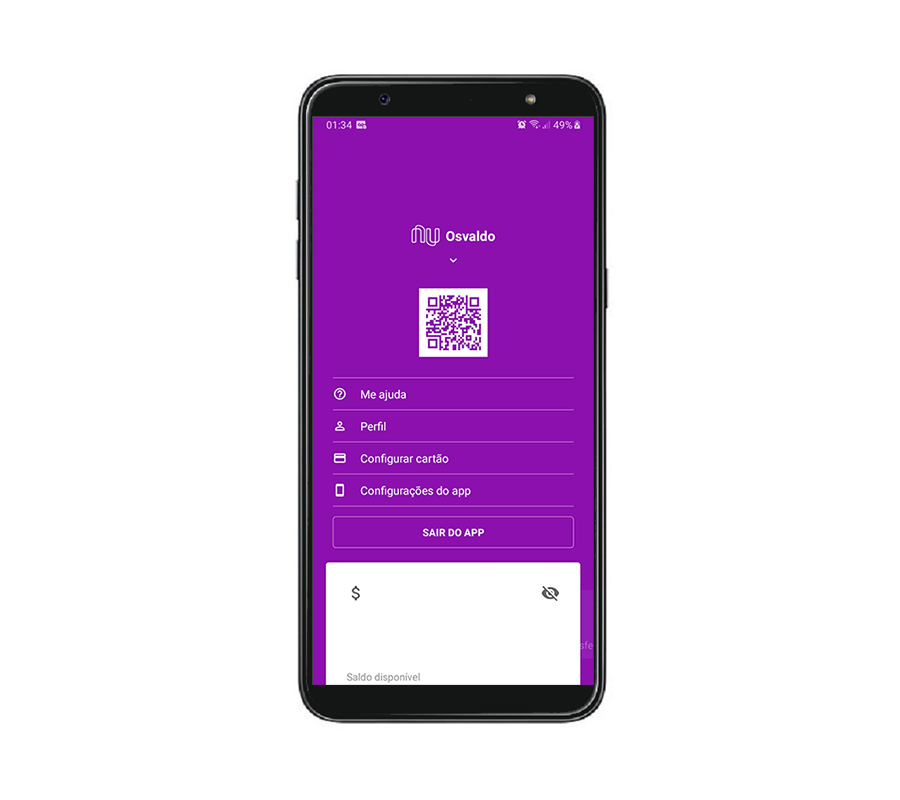 01:34 49%
nu Osvaldo
Me ajuda
Perfil
Configurar cartão
Configurações do app
SAIR DO APP
$
sfe
Saldo disponível